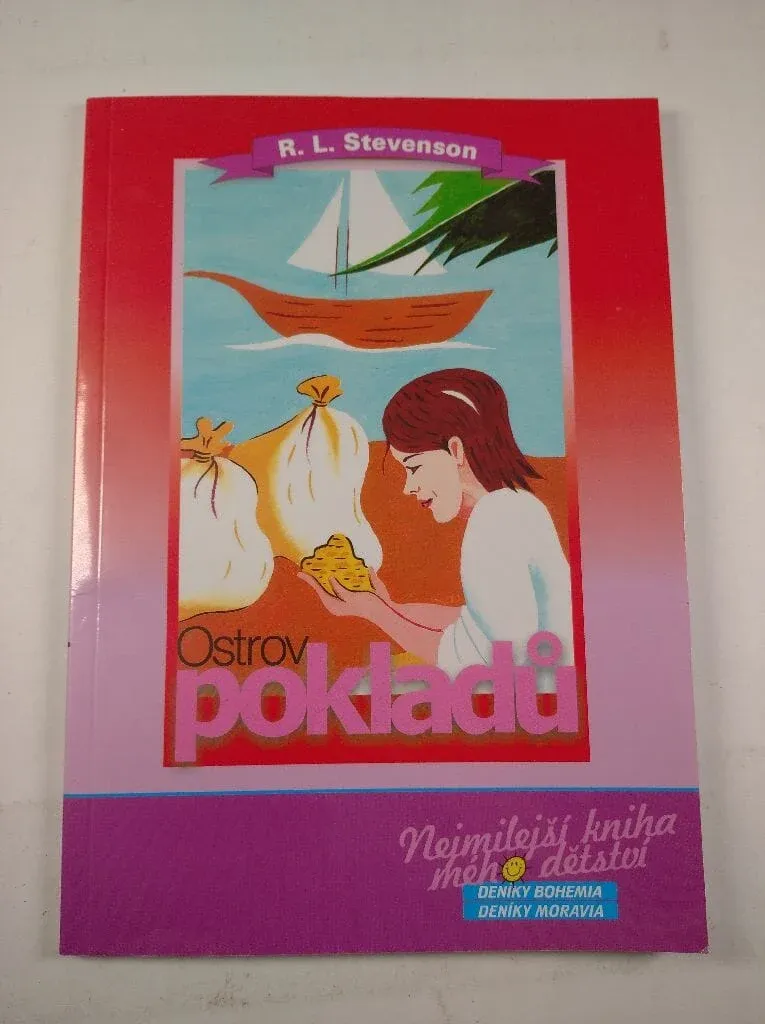 R. L. Stevenson
Ostrov
pokladů
Nejmilejší kniha
mého dětství
DENÍKY BOHEMIA
DENÍKY MORAVIA